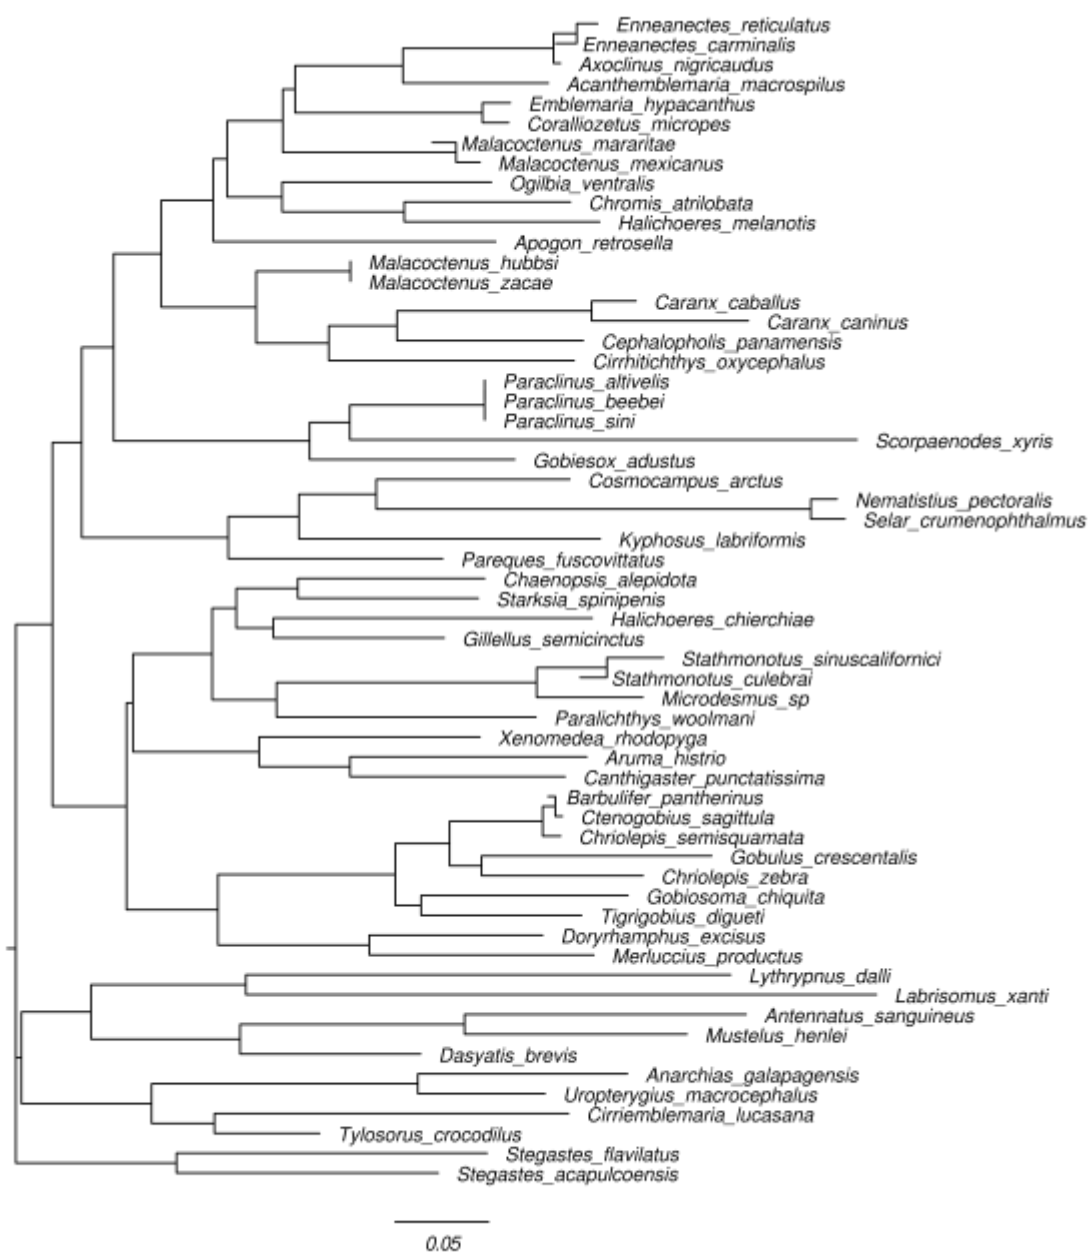 Enneanectes_reticulatus
Enneanectes_carminalis
Axoclinus_nigricaudus
Acanthemblemaria_macrospilus
Emblemaria_hypacanthus
Coralliozetus_micropes
Malacoctenus_mararitae
Malacoctenus_mexicanus
Ogilbia_ventralis
Chromis_atrilobata
Halichoeres_melanotis
Apogon_retrosella
Malacoctenus_hubbsi
Malacoctenus_zacae
Caranx_caballus
Caranx_caninus
Cephalopholis_panamensis
Cirrhitichthys_oxycephalus
Paraclinus_altivelis
Paraclinus_beebei
Paraclinus_sini
Scorpaenodes_xyris
Gobiesox_adustus
Cosmocampus_arctus
Nematistius_pectoralis
Selar_crumenophthalmus
Kyphosus_labriformis
Pareques_fuscovittatus
Chaenopsis_alepidota
Starksia_spinipenis
Halichoeres_chierchiae
Gillellus_semicinctus
Stathmonotus_sinuscalifornici
Stathmonotus_culebrai
Microdesmus_sp
Paralichthys_woolmani
Xenomedea_rhodopyga
Aruma_histrio
Canthigaster_punctatissima
Barbulifer_pantherinus
Ctenogobius_sagittula
Chriolepis_semisquamata
Gobulus_crescentalis
Chriolepis_zebra
Gobiosoma_chiquita
Tigrigobius_digueti
Doryrhamphus_excisus
Merluccius_productus
Lythrypnus_dalli
Labrisomus_xanti
Antennatus_sanguineus
Mustelus_henlei
Dasyatis_brevis
Anarchias_galapagensis
Uropterygius_macrocephalus
Cirriemblemaria_lucasana
Tylosorus_crocodilus
Stegastes_flavilatus
Stegastes_acapulcoensis
0.05